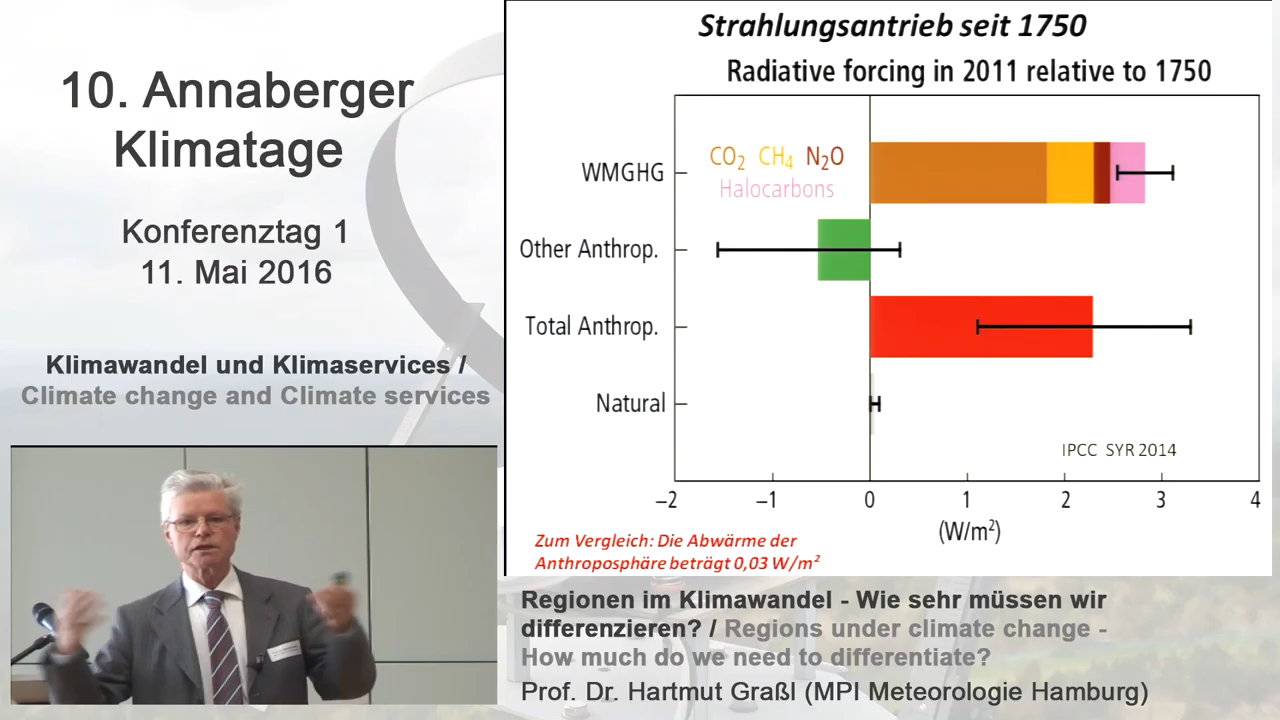 10. Annaberger
Klimatage
Konferenztag 1
11. Mai 2016
Klimawandel und Klimaservices /
Climate change and Climate services
Strahlungsantrieb seit 1750
Radiative forcing in 2011 relative to 1750
WMGHG
CO₂ CH₄ N₂O
Halocarbons
Other Anthrop.
Total Anthrop.
Natural
IPCC SYR 2014
–2 –1 0 1 2 3 4
(W/m²)
Zum Vergleich: Die Abwärme der
Anthroposphäre beträgt 0,03 W/m²
Regionen im Klimawandel - Wie sehr müssen wir
differenzieren? / Regions under climate change -
How much do we need to differentiate?
Prof. Dr. Hartmut Graßl (MPI Meteorologie Hamburg)